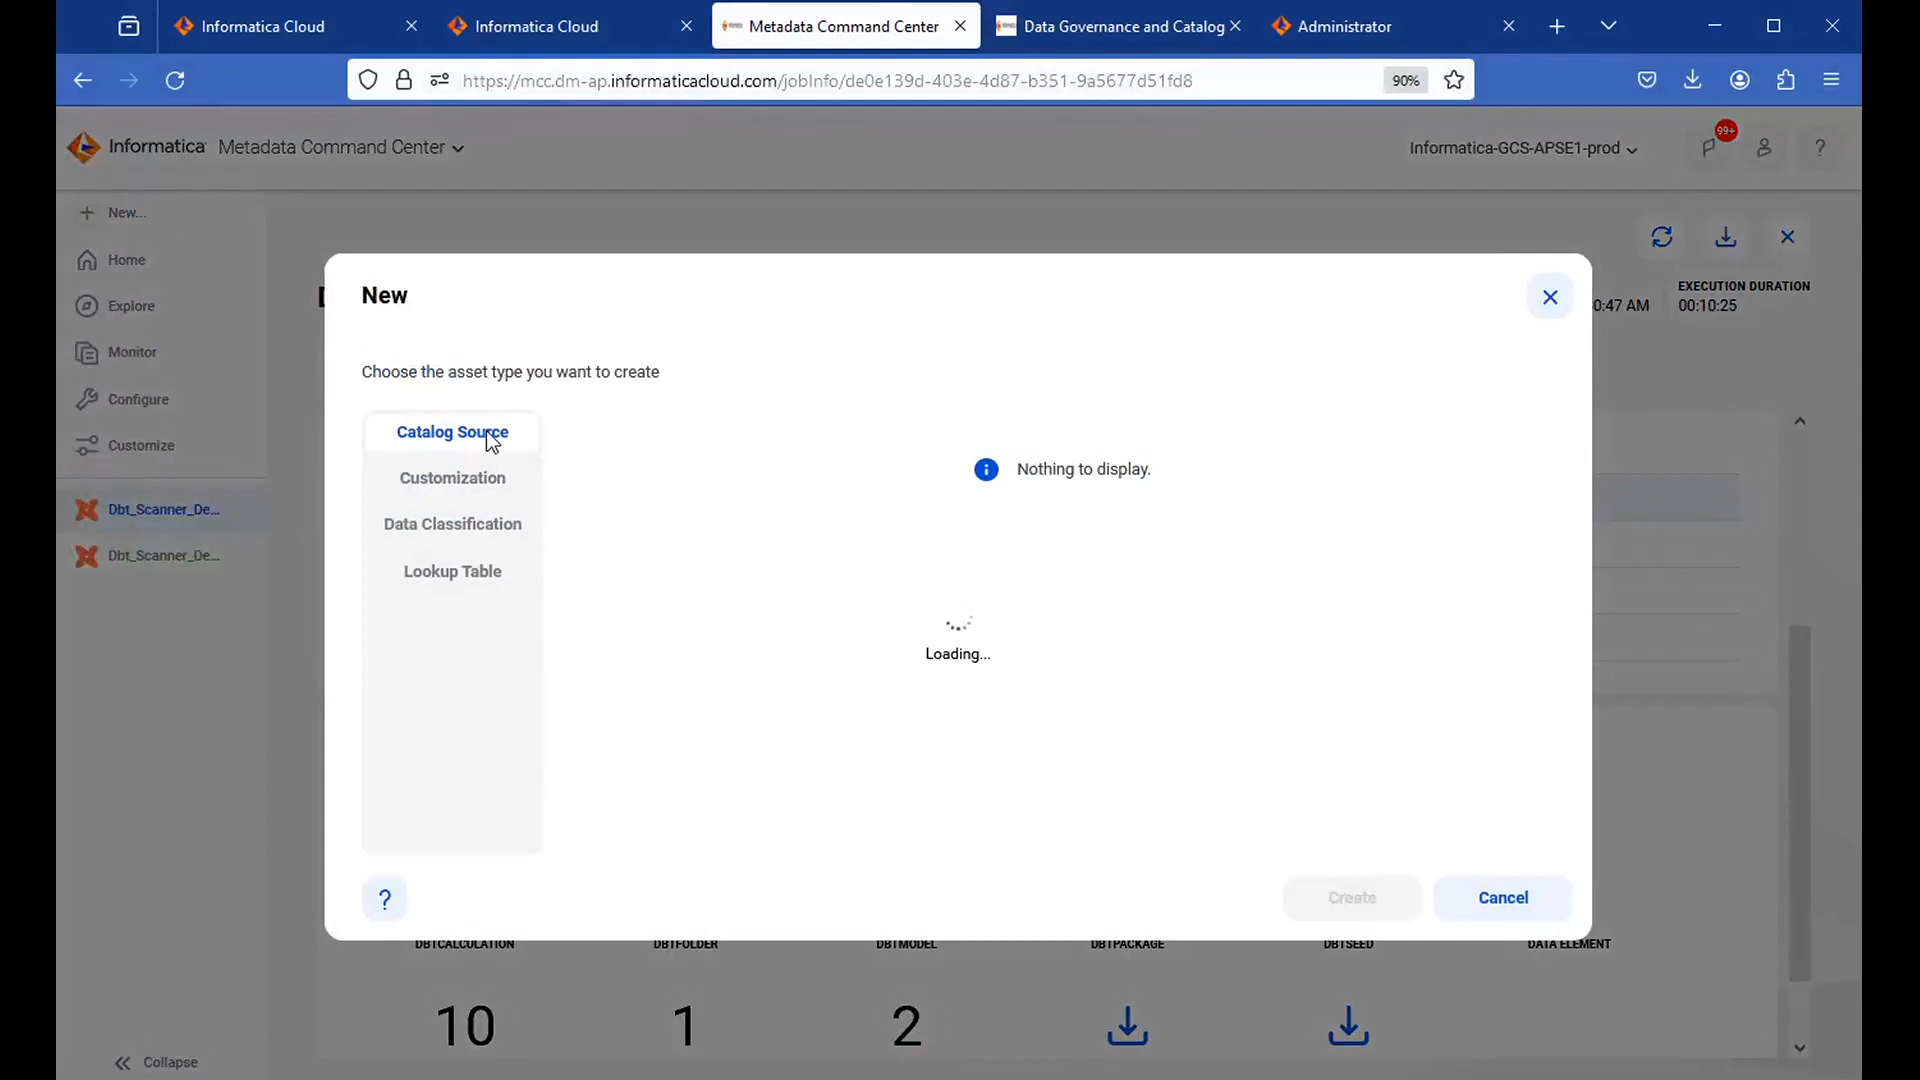 Informatica Cloud
Informatica Cloud
Metadata Command Center
Data Governance and Catalog
Administrator
https://mcc.dm-ap.informaticacloud.com/jobInfo/de0e139d-403e-4d87-b351-9a5677d51fd8
90%
Informatica Metadata Command Center
Informatica-GCS-APSE1-prod
99+
?
New...
Home
Explore
Monitor
Configure
Customize
Dbt_Scanner_De...
Dbt_Scanner_De...
Collapse
EXECUTION DURATION
0:47 AM
00:10:25
New
Choose the asset type you want to create
Catalog Source
Customization
Data Classification
Lookup Table
Nothing to display.
Loading...
?
Create
Cancel
DBTCALCULATION
DBTFOLDER
DBTMODEL
DBTPACKAGE
DBTSEED
DATA ELEMENT
10
1
2